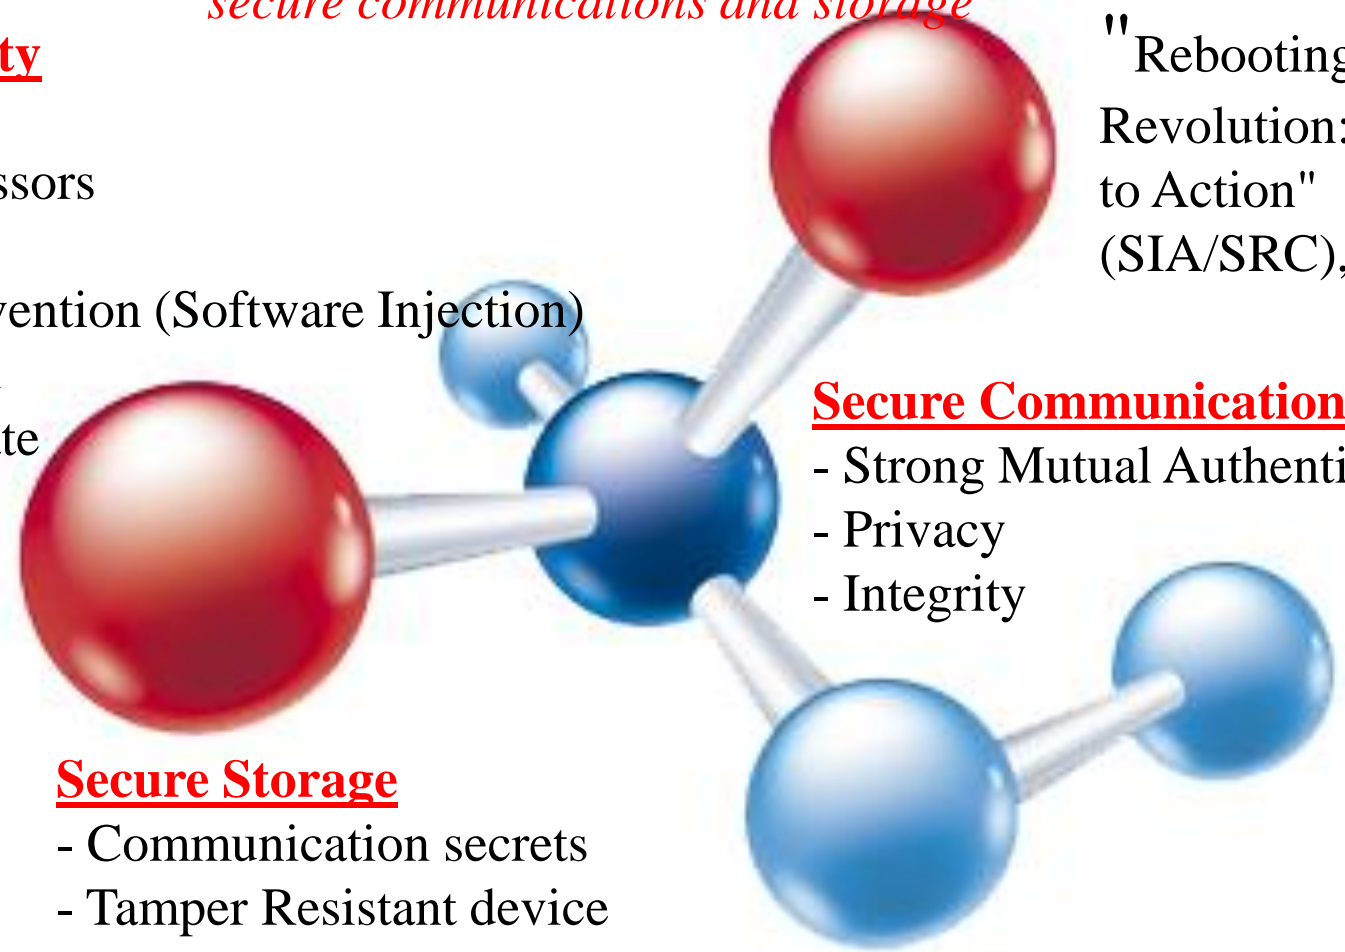 secure communications and storage
ty
ssors
vention (Software Injection)
te
"Rebooting
Revolution:
to Action"
(SIA/SRC),
Secure Communication
- Strong Mutual Authenti
- Privacy
- Integrity
Secure Storage
- Communication secrets
- Tamper Resistant device